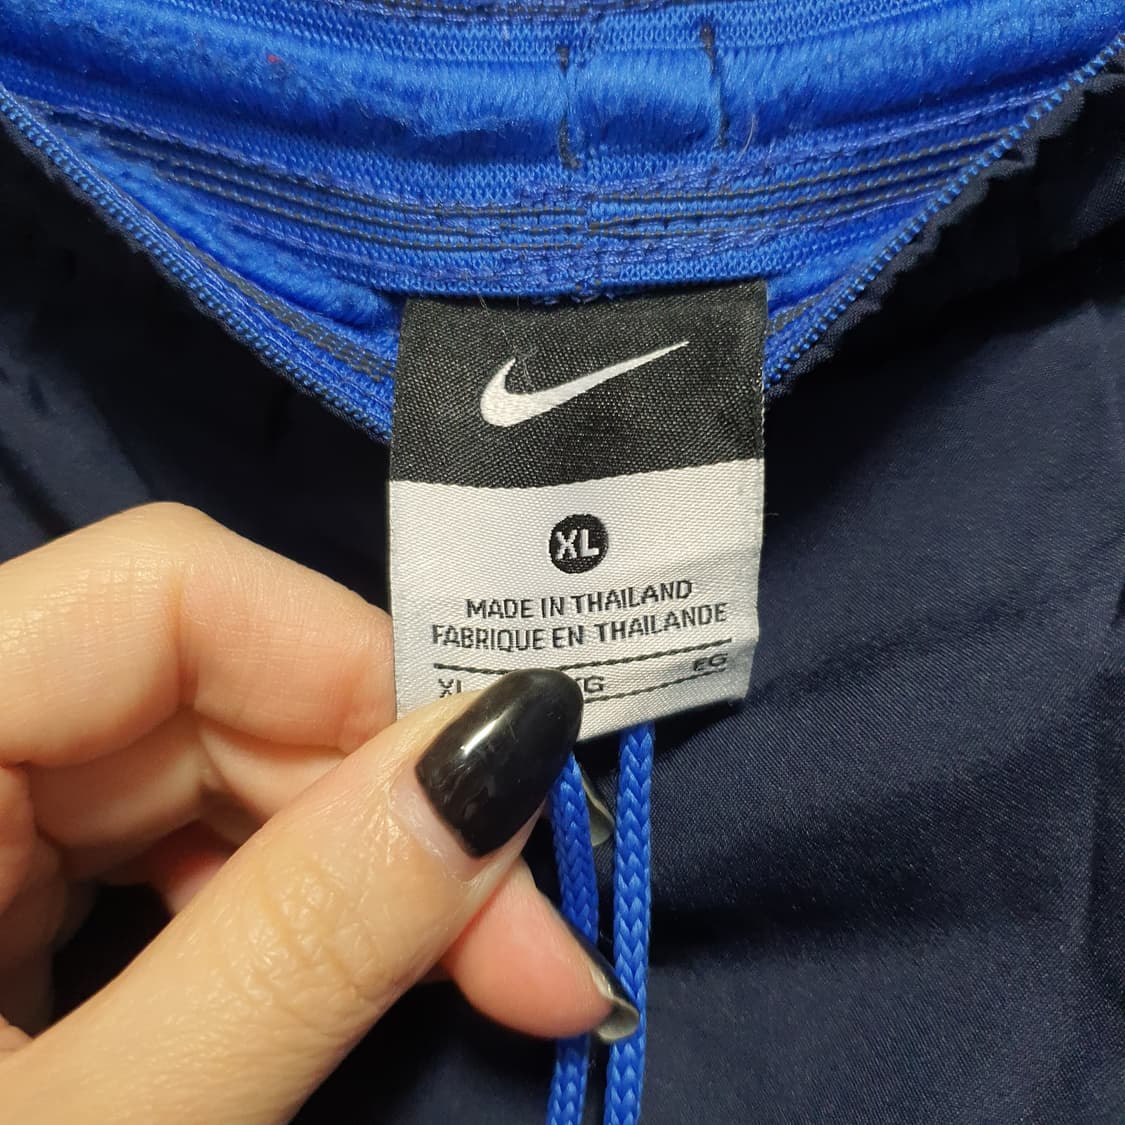 XL
MADE IN THAILAND
FABRIQUE EN THAILANDE
XL EG